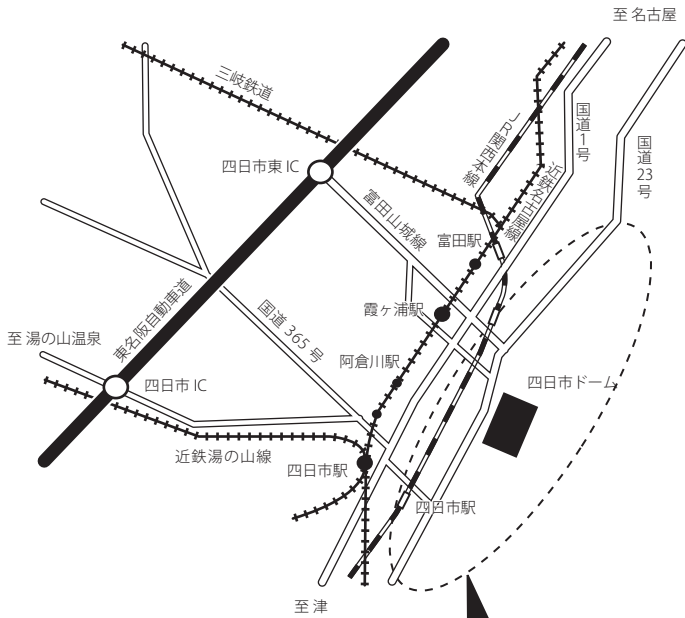 至 名古屋
三岐鉄道
JR関西本線
国道1号
国道23号
四日市東 IC
富田山城線
近鉄名古屋線
富田駅
霞ヶ浦駅
東名阪自動車道
国道 365 号
至 湯の山温泉
阿倉川駅
四日市 IC
四日市ドーム
近鉄湯の山線
四日市駅
四日市駅
至 津